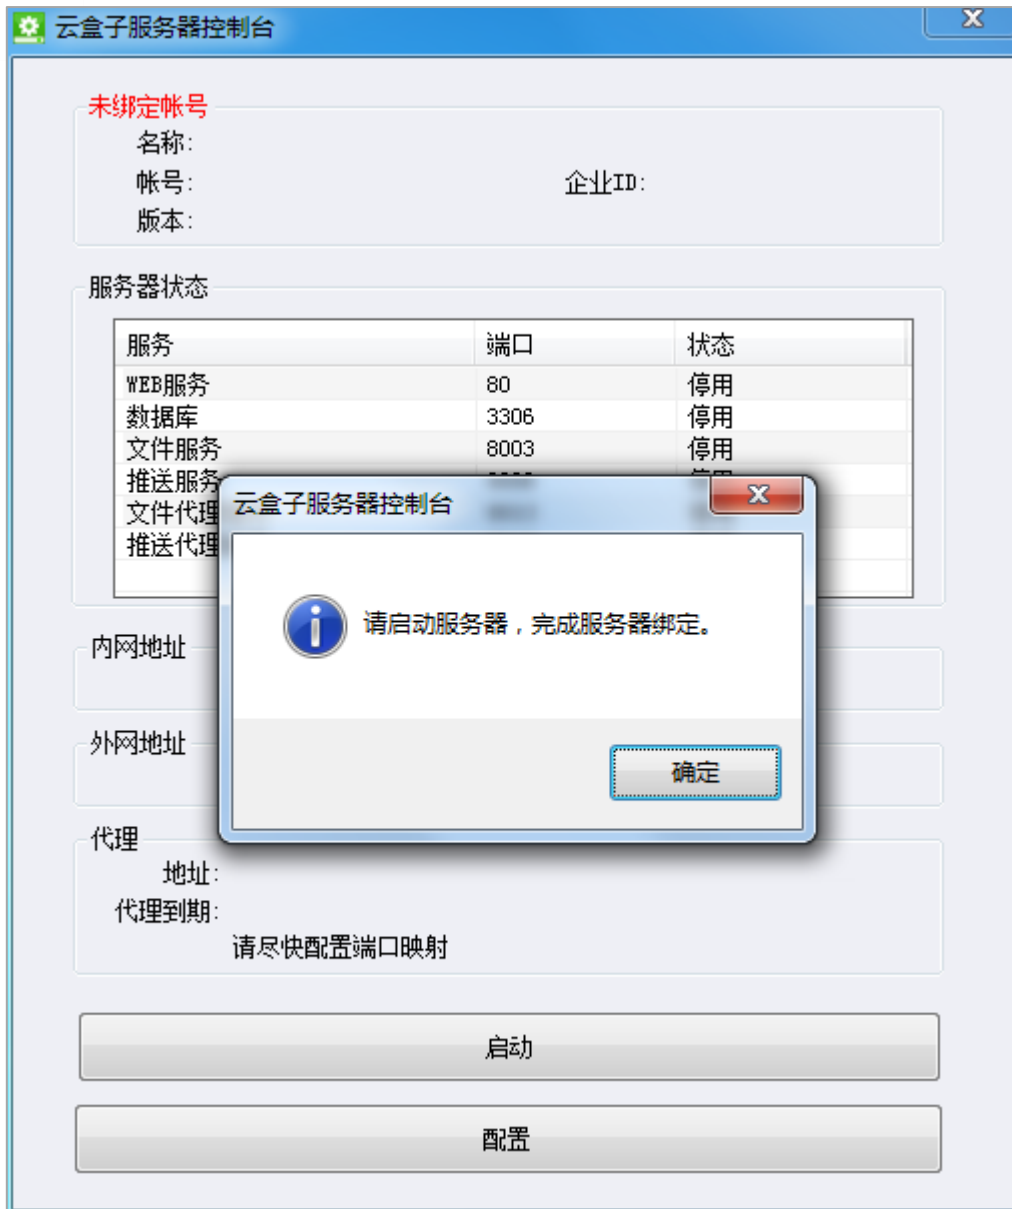 云盒子服务器控制台
未绑定帐号
名称:
帐号: 企业ID:
版本:
服务器状态
服务 端口 状态
WEB服务 80 停用
数据库 3306 停用
文件服务 8003 停用
推送服务
文件代理
推送代理
云盒子服务器控制台
请启动服务器，完成服务器绑定。
确定
内网地址
外网地址
代理
地址:
代理到期:
请尽快配置端口映射
启动
配置